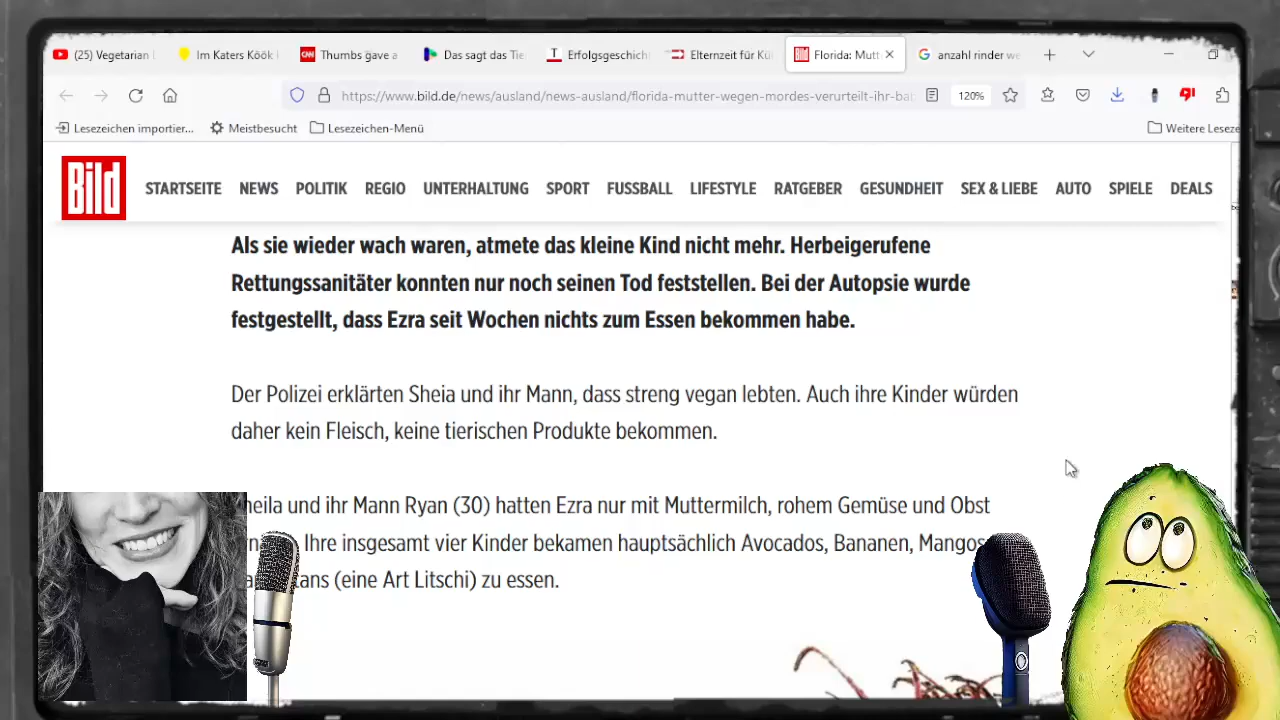 (25) Vegetarian
Im Katers Köök
CNN
Thumbs gave a
Das sagt das Tie
T
Erfolgsgeschicht
Elternzeit für Kü
Bild
Florida: Mutt
anzahl rinder we
https://www.bild.de/news/ausland/news-ausland/florida-mutter-wegen-mordes-verurteilt-ihr-bab
120%
Lesezeichen importier...
Meistbesucht
Lesezeichen-Menü
Weitere Leseze
Bild
STARTSEITE NEWS POLITIK REGIO UNTERHALTUNG SPORT FUSSBALL LIFESTYLE RATGEBER GESUNDHEIT SEX & LIEBE AUTO SPIELE DEALS
Als sie wieder wach waren, atmete das kleine Kind nicht mehr. Herbeigerufene
Rettungssanitäter konnten nur noch seinen Tod feststellen. Bei der Autopsie wurde
festgestellt, dass Ezra seit Wochen nichts zum Essen bekommen habe.
Der Polizei erklärten Sheia und ihr Mann, dass streng vegan lebten. Auch ihre Kinder würden
daher kein Fleisch, keine tierischen Produkte bekommen.
heila und ihr Mann Ryan (30) hatten Ezra nur mit Muttermilch, rohem Gemüse und Obst
Ihre insgesamt vier Kinder bekamen hauptsächlich Avocados, Bananen, Mangos
(eine Art Litschi) zu essen.